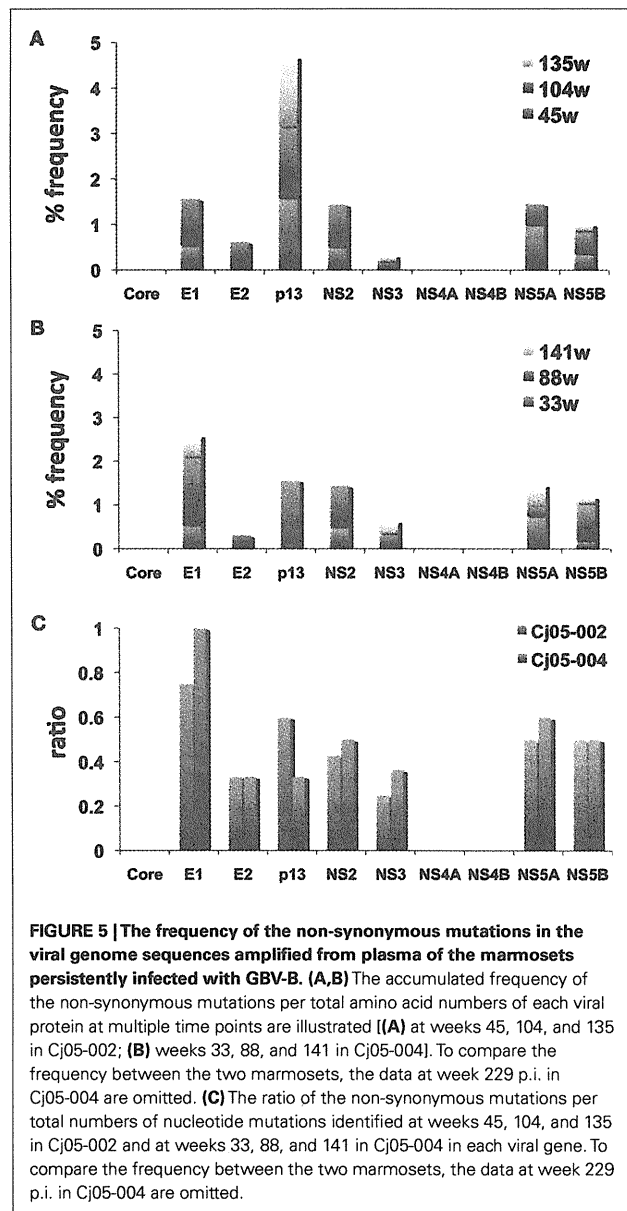 A
5
4
3
2
1
0
% frequency
135w
104w
45w
Core E1 E2 p13 NS2 NS3 NS4A NS4B NS5A NS5B
B
5
4
3
2
1
0
% frequency
141w
88w
33w
Core E1 E2 p13 NS2 NS3 NS4A NS4B NS5A NS5B
C
1
0.8
0.6
0.4
0.2
0
ratio
Cj05-002
Cj05-004
Core E1 E2 p13 NS2 NS3 NS4A NS4B NS5A NS5B
FIGURE 5 | The frequency of the non-synonymous mutations in the
viral genome sequences amplified from plasma of the marmosets
persistently infected with GBV-B. (A,B) The accumulated frequency of
the non-synonymous mutations per total amino acid numbers of each viral
protein at multiple time points are illustrated [(A) at weeks 45, 104, and 135
in Cj05-002; (B) weeks 33, 88, and 141 in Cj05-004]. To compare the
frequency between the two marmosets, the data at week 229 p.i. in
Cj05-004 are omitted. (C) The ratio of the non-synonymous mutations per
total numbers of nucleotide mutations identified at weeks 45, 104, and 135
in Cj05-002 and at weeks 33, 88, and 141 in Cj05-004 in each viral gene. To
compare the frequency between the two marmosets, the data at week 229
p.i. in Cj05-004 are omitted.